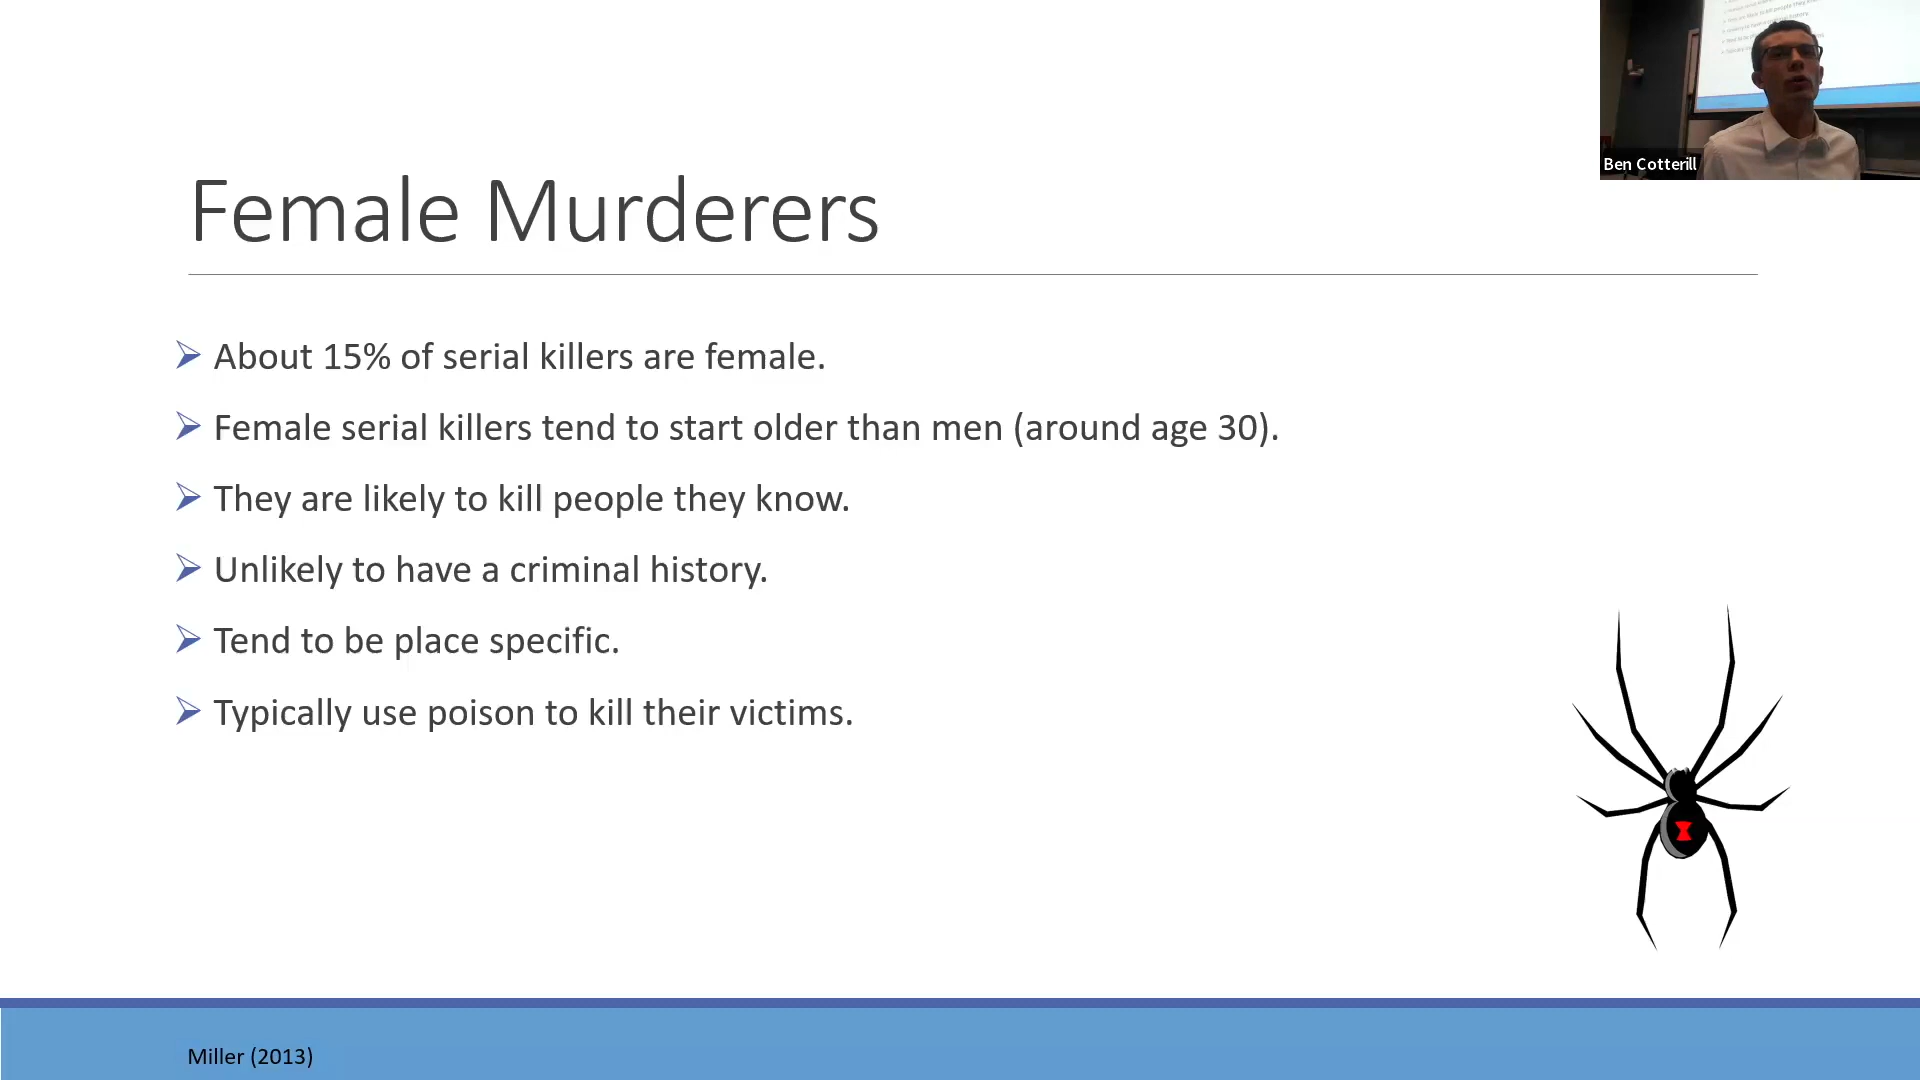 Ben Cotterill
Female Murderers
About 15% of serial killers are female.
Female serial killers tend to start older than men (around age 30).
They are likely to kill people they know.
Unlikely to have a criminal history.
Tend to be place specific.
Typically use poison to kill their victims.
Miller (2013)